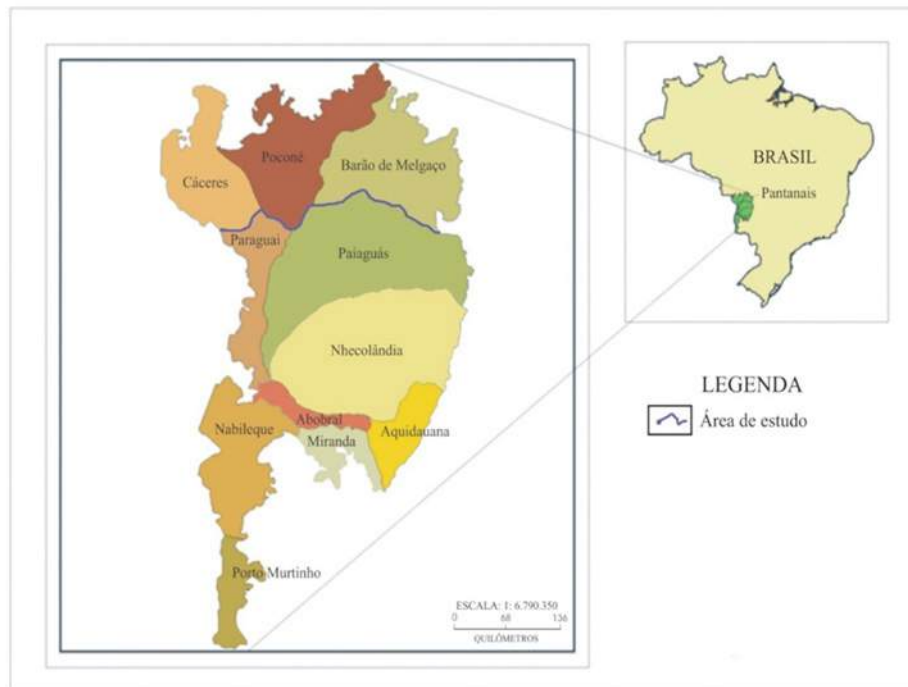 Poconé
Barão de Melgaço
Cáceres
Paraguai
Paiaguás
Nhecolândia
Abobral
Nabileque
Miranda
Aquidauana
Porto Murtinho
ESCALA: 1: 6.790.350
0 68 136
QUILÔMETROS
BRASIL
Pantanais
LEGENDA
Área de estudo